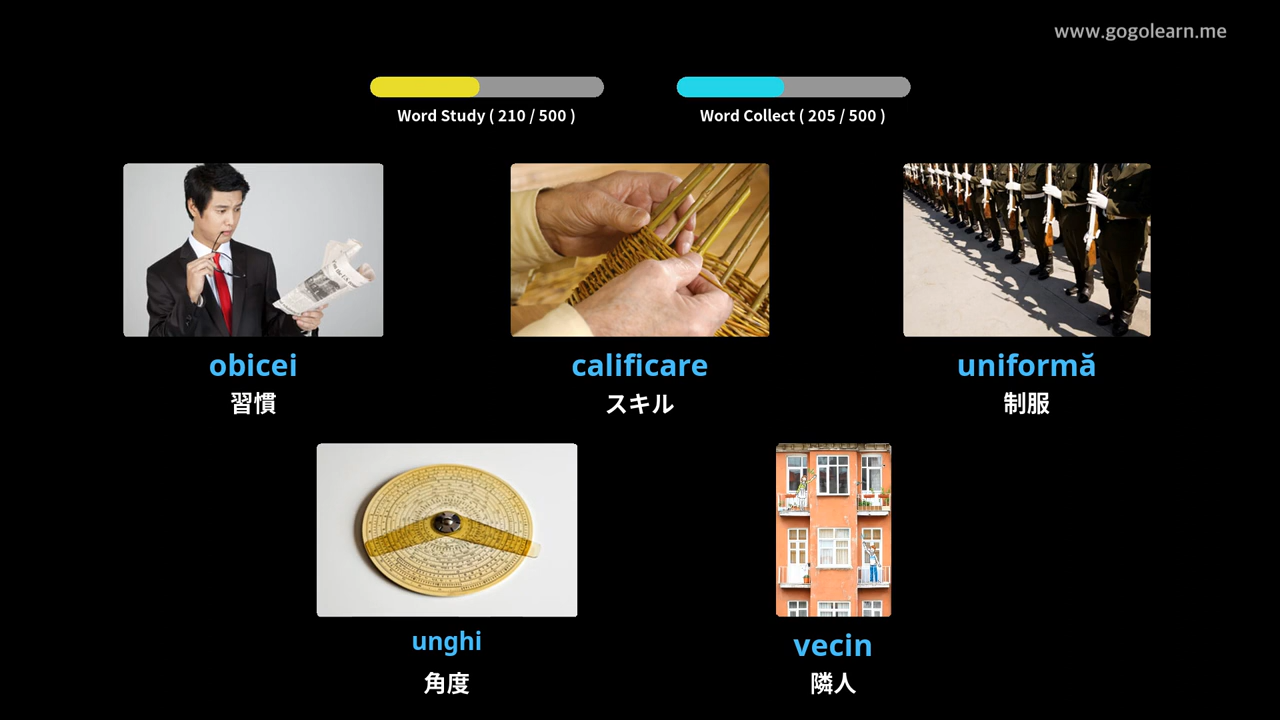 www.gogolearn.me
Word Study ( 210 / 500 )
Word Collect ( 205 / 500 )
obicei
習慣
calificare
スキル
uniformă
制服
unghi
角度
vecin
隣人